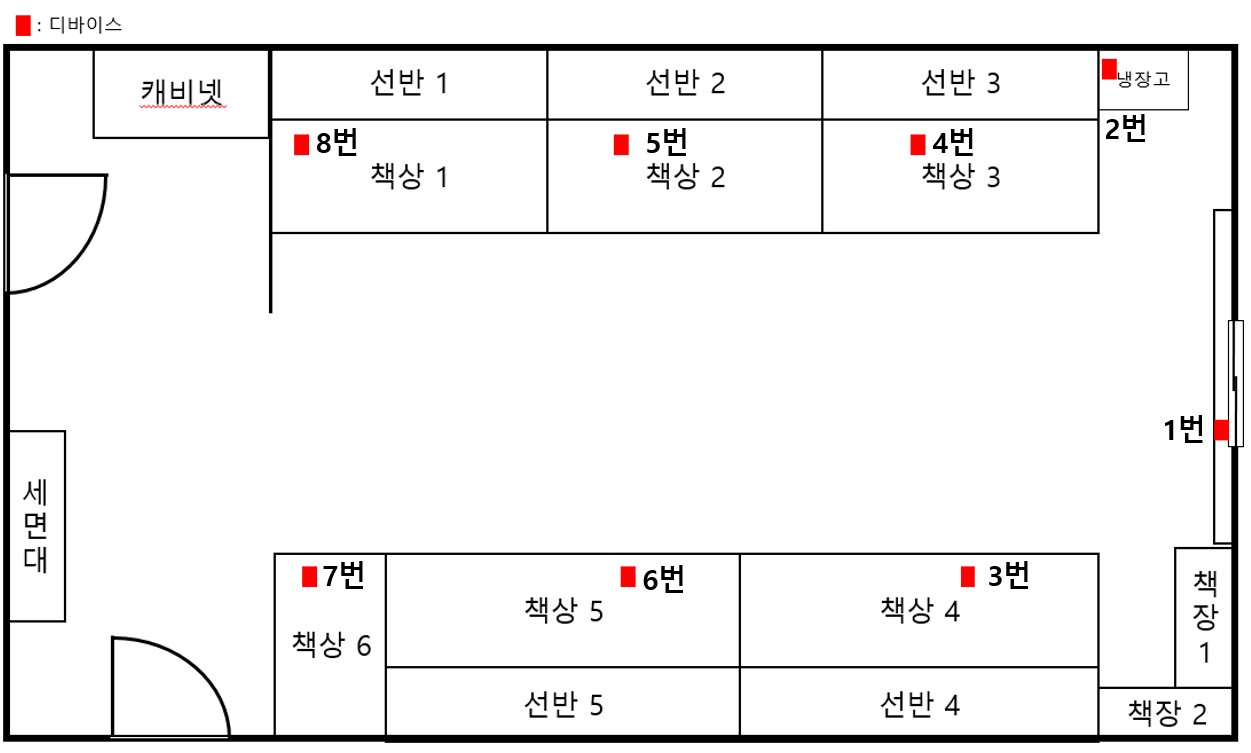 : 디바이스
캐비넷
선반 1
선반 2
선반 3
냉장고
8번
5번
4번
2번
책상 1
책상 2
책상 3
1번
세
면
대
7번
6번
3번
책상 5
책상 4
책상 6
책
장
1
선반 5
선반 4
책장 2